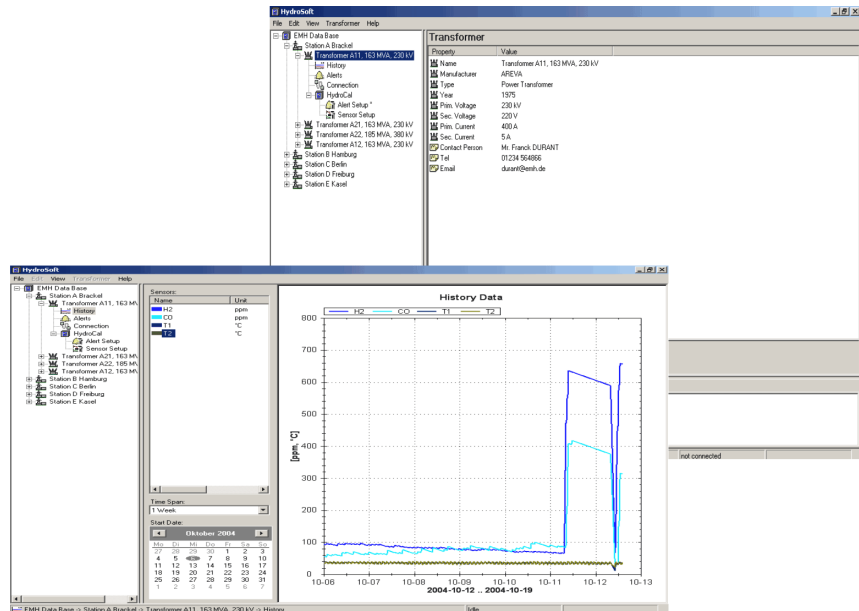 HydroSoft
File Edit View Transformer Help
EMH Data Base
Station A Brackel
Transformer A11, 163 MVA, 230 kV
History
Alerts
Connection
HydroCal
Alert Setup *
Sensor Setup
Transformer A21, 163 MVA, 230 kV
Transformer A22, 185 MVA, 380 kV
Transformer A12, 163 MVA, 230 kV
Station B Hamburg
Station C Berlin
Station D Freiburg
Station E Kasel
Transformer
Property Value
Name Transformer A11, 163 MVA, 230 kV
Manufacturer AREVA
Type Power Transformer
Year 1975
Prim. Voltage 230 kV
Sec. Voltage 220 V
Prim. Current 400 A
Sec. Current 5 A
Contact Person Mr. Franck DURANT
Tel 01234 564866
Email durant@emh.de
not connected
HydroSoft
File Edit View Transformer Help
EMH Data Base
Station A Brackel
Transformer A11, 163 M
History
Alerts
Connection
HydroCal
Alert Setup
Sensor Setup
Transformer A21, 163 M
Transformer A22, 185 M
Transformer A12, 163 M
Station B Hamburg
Station C Berlin
Station D Freiburg
Station E Kasel
Sensors:
Name Unit
H2 ppm
CO ppm
T1 °C
T2 °C
Time Span:
1 Week
Start Date:
Oktober 2004
Mo Di Mi Do Fr Sa So
27 28 29 30 1 2 3
4 5 6 7 8 9 10
11 12 13 14 15 16 17
18 19 20 21 22 23 24
25 26 27 28 29 30 31
1 2 3 4 5 6 7
History Data
H2 CO T1 T2
800
700
600
500
400
300
200
100
0
[ppm, °C]
10-06 10-07 10-08 10-09 10-10 10-11 10-12 10-13
2004-10-12 .. 2004-10-19
EMH Data Base -> Station A Brackel -> Transformer A11, 163 MVA, 230 kV -> History
Idle